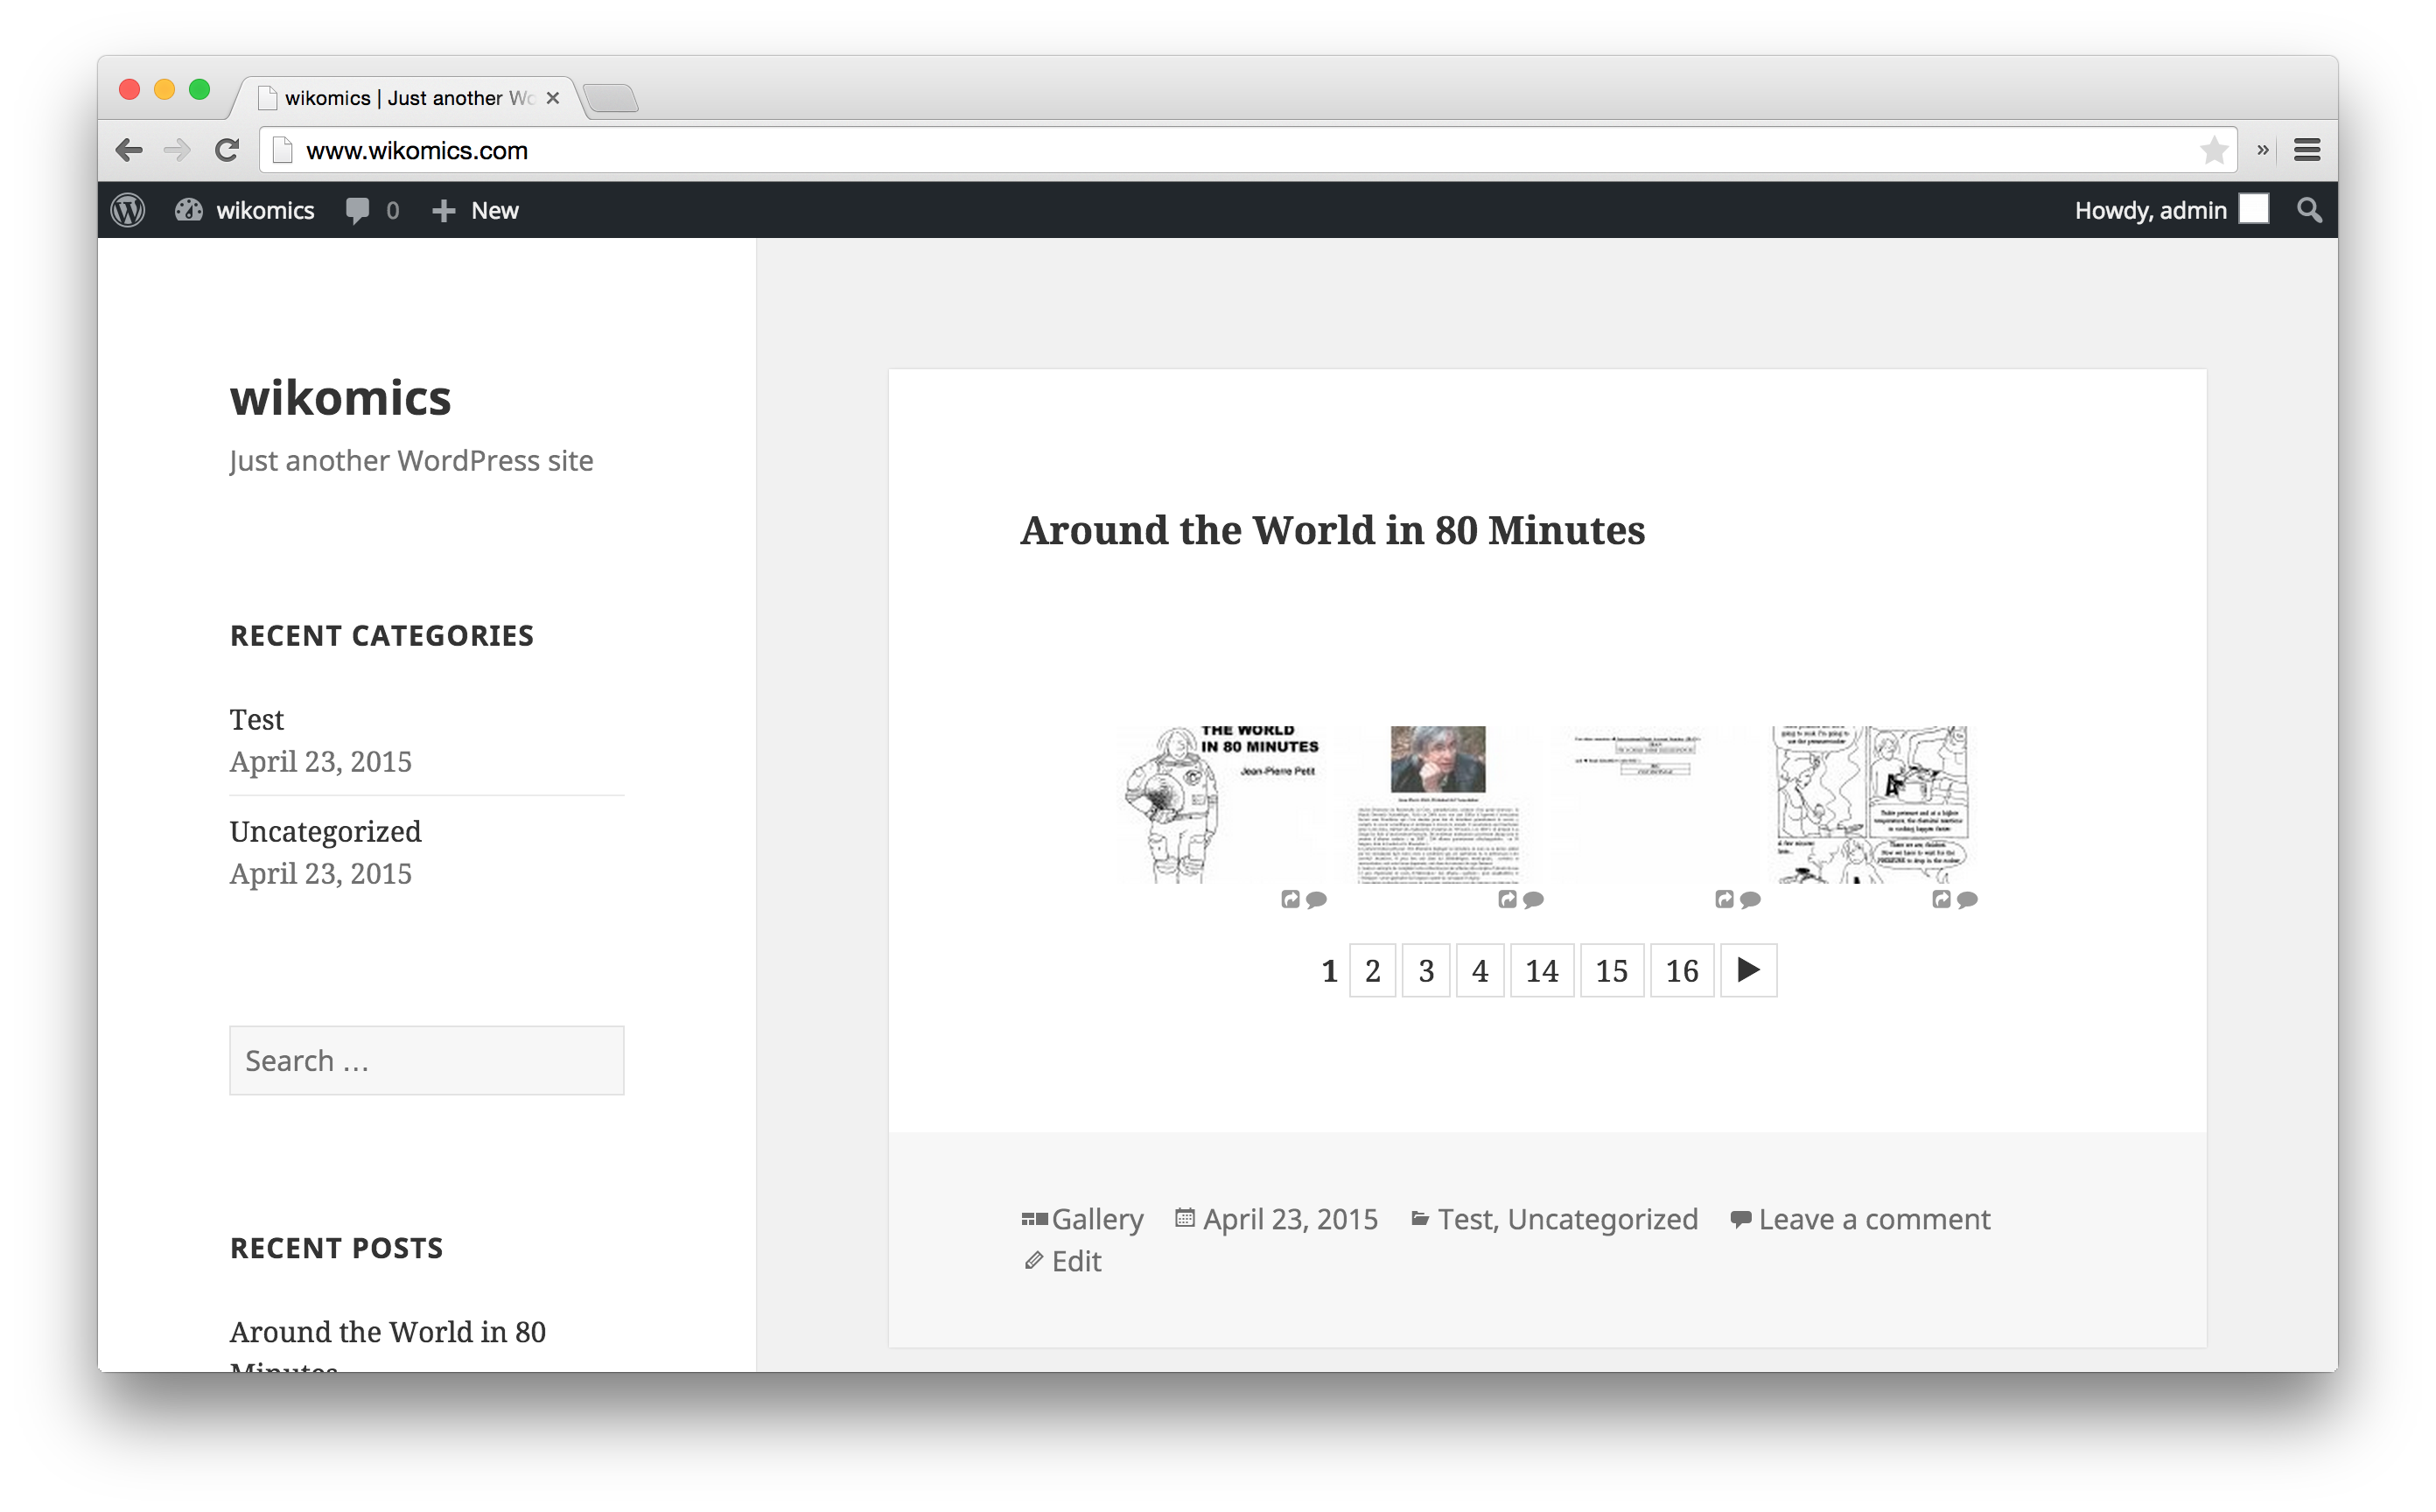 wikomics | Just another Wo
www.wikomics.com
wikomics 0 New Howdy, admin
wikomics
Just another WordPress site
RECENT CATEGORIES
Test
April 23, 2015
Uncategorized
April 23, 2015
Search …
RECENT POSTS
Around the World in 80
Minutes
Around the World in 80 Minutes
THE WORLD
IN 80 MINUTES
Jean-Pierre Petit
1 2 3 4 14 15 16
Gallery April 23, 2015 Test, Uncategorized Leave a comment
Edit